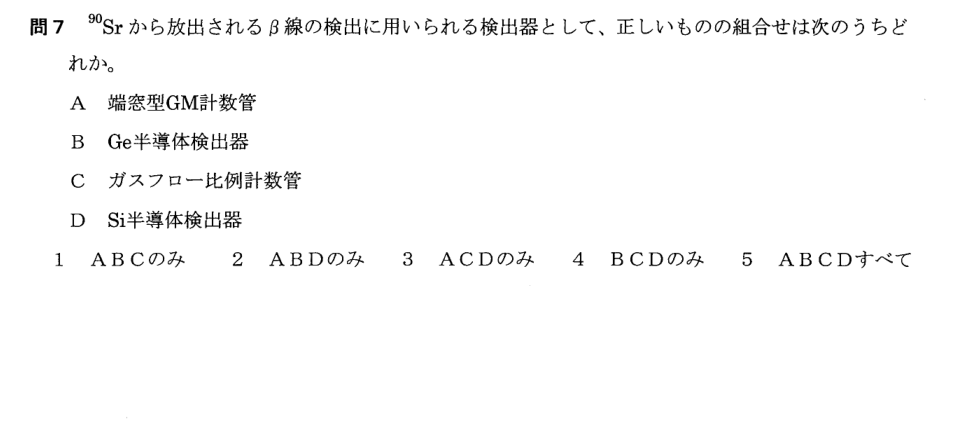 問7　⁹⁰Sr から放出されるβ線の検出に用いられる検出器として、正しいものの組合せは次のうちど
れか。
A　端窓型GM計数管
B　Ge半導体検出器
C　ガスフロー比例計数管
D　Si半導体検出器
1　ABCのみ　2　ABDのみ　3　ACDのみ　4　BCDのみ　5　ABCDすべて